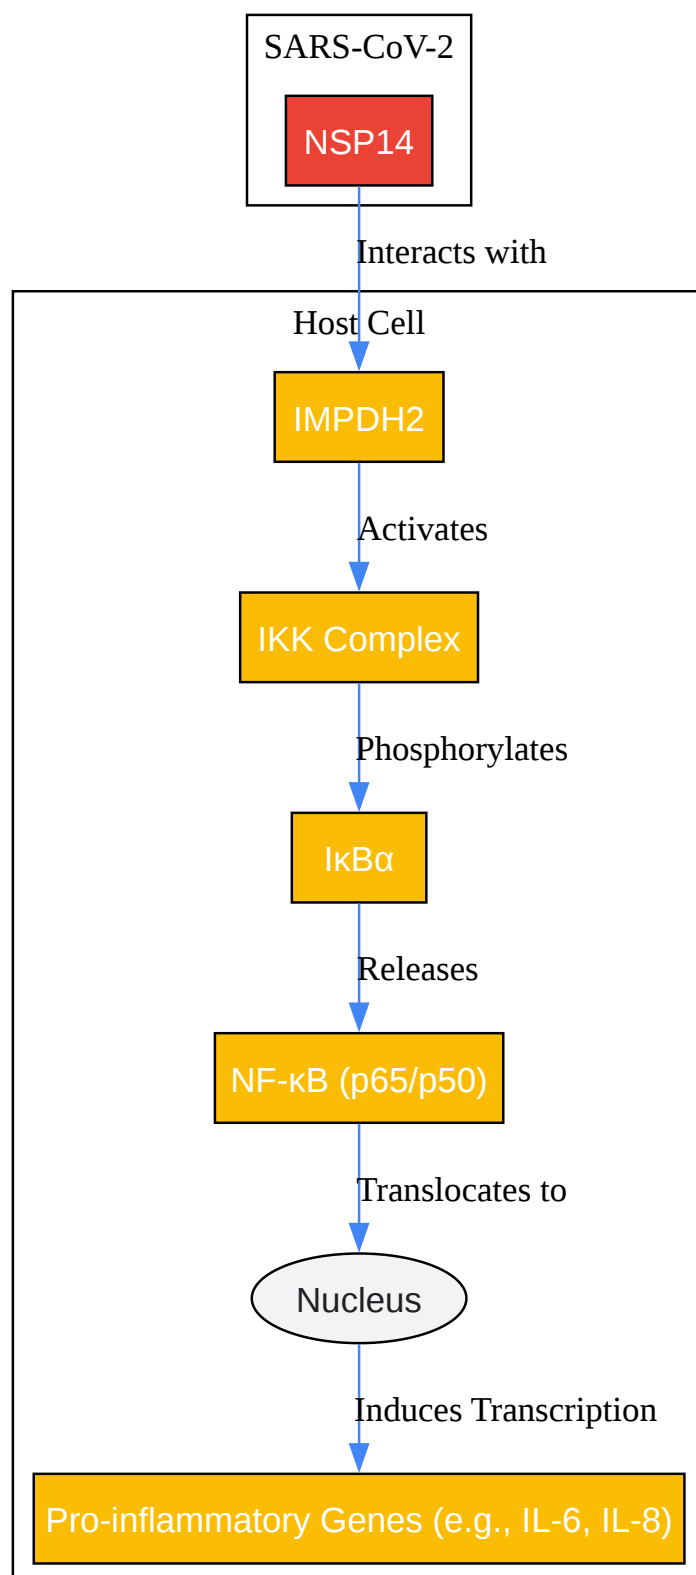 SARS-CoV-2
NSP14
Interacts with
Host Cell
IMPDH2
Activates
IKK Complex
Phosphorylates
IκBα
Releases
NF-κB (p65/p50)
Translocates to
Nucleus
Induces Transcription
Pro-inflammatory Genes (e.g., IL-6, IL-8)